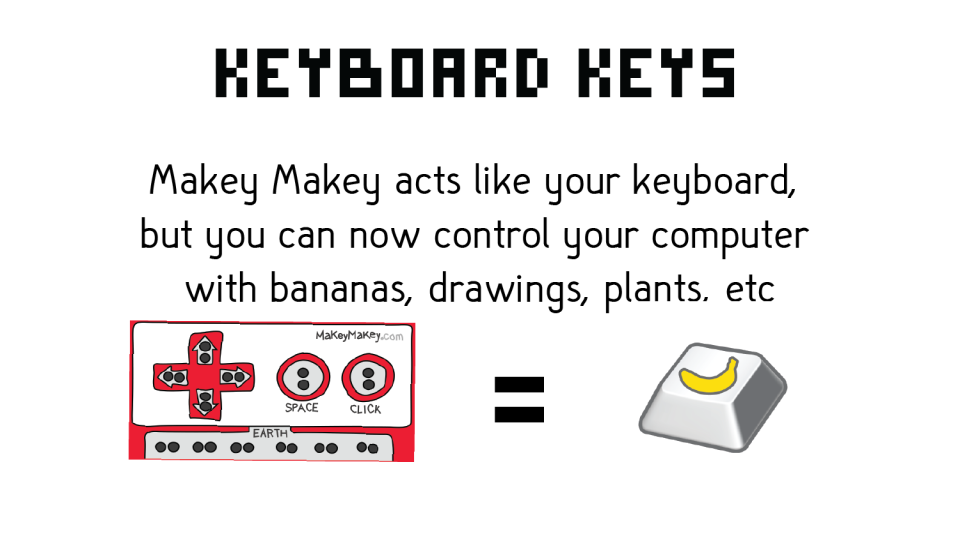 KEYBOARD KEYS
Makey Makey acts like your keyboard,
but you can now control your computer
with bananas, drawings, plants. etc
MaKeyMaKey.com
SPACE CLICK
EARTH